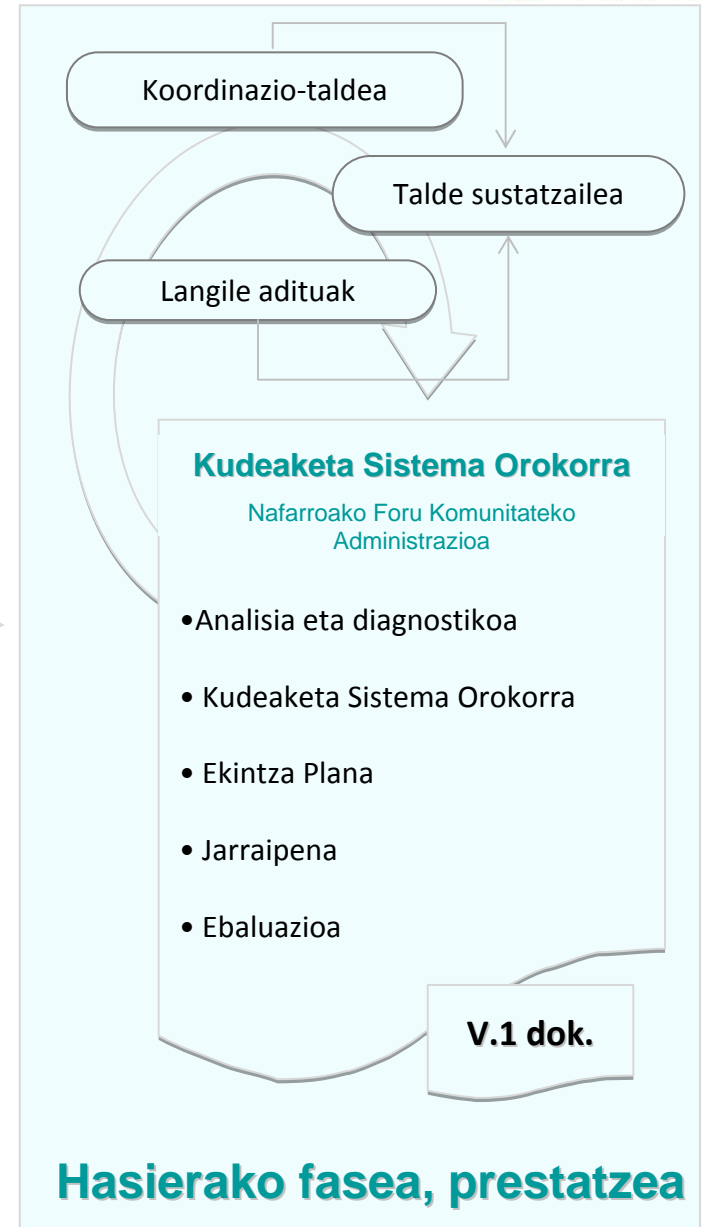 Koordinazio-taldea
Talde sustatzailea
Langile adituak
Kudeaketa Sistema Orokorra
Nafarroako Foru Komunitateko
Administrazioa
•Analisia eta diagnostikoa
• Kudeaketa Sistema Orokorra
• Ekintza Plana
• Jarraipena
• Ebaluazioa
V.1 dok.
Hasierako fasea, prestatzea